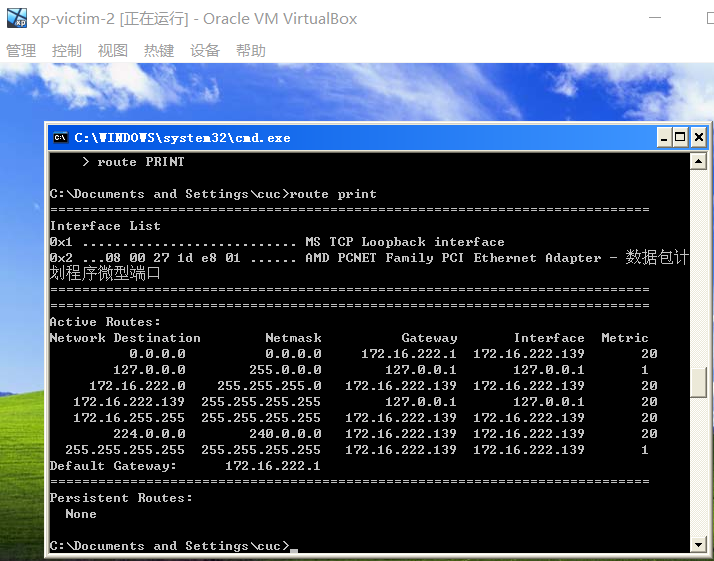 xp-victim-2 [正在运行] - Oracle VM VirtualBox
管理 控制 视图 热键 设备 帮助
C:\WINDOWS\system32\cmd.exe
> route PRINT
C:\Documents and Settings\cuc>route print
===========================================================================
Interface List
0x1 ........................... MS TCP Loopback interface
0x2 ...08 00 27 1d e8 01 ...... AMD PCNET Family PCI Ethernet Adapter - 数据包计
划程序微型端口
===========================================================================
===========================================================================
Active Routes:
Network Destination        Netmask          Gateway       Interface  Metric
0.0.0.0          0.0.0.0     172.16.222.1  172.16.222.139       20
127.0.0.0        255.0.0.0        127.0.0.1       127.0.0.1       1
172.16.222.0    255.255.255.0   172.16.222.139  172.16.222.139       20
172.16.222.139  255.255.255.255        127.0.0.1       127.0.0.1       20
172.16.255.255  255.255.255.255   172.16.222.139  172.16.222.139       20
224.0.0.0        240.0.0.0   172.16.222.139  172.16.222.139       20
255.255.255.255  255.255.255.255   172.16.222.139  172.16.222.139       1
Default Gateway:      172.16.222.1
===========================================================================
Persistent Routes:
None
C:\Documents and Settings\cuc>_